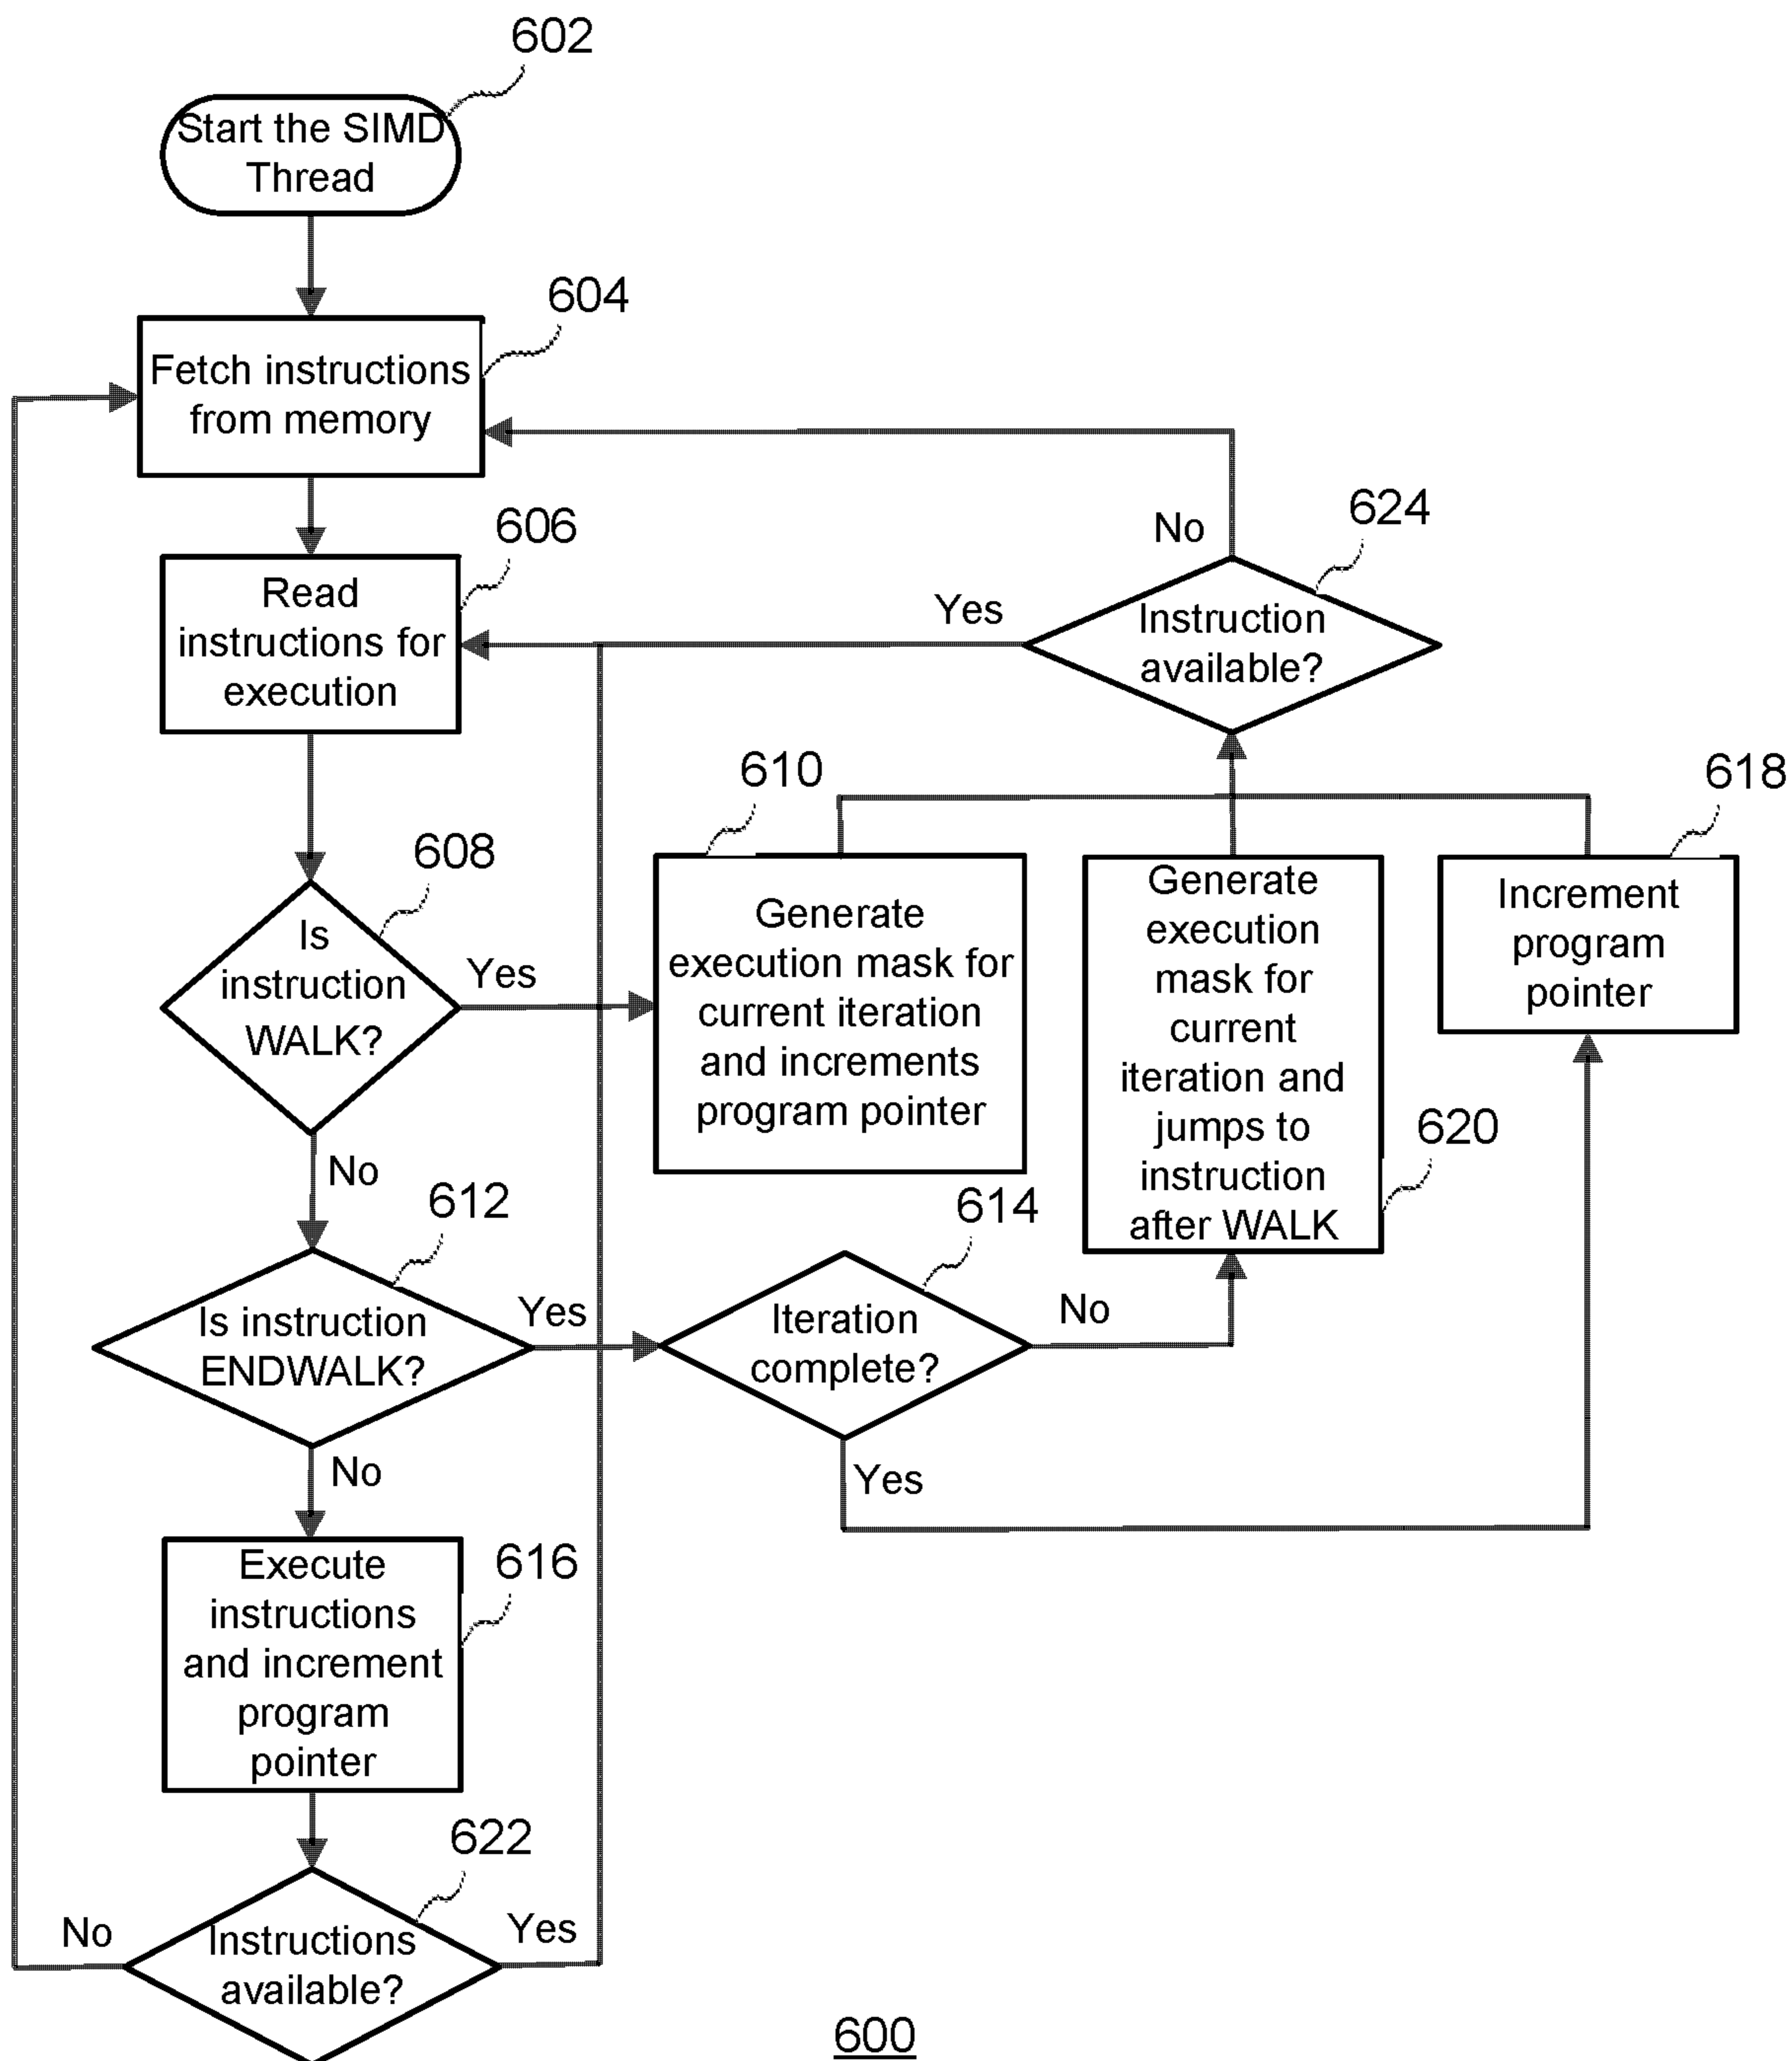 602
Start the SIMD
Thread
604
Fetch instructions
from memory
606
Read
instructions for
execution
624
No
Yes
Instruction
available?
610
618
608
Is
instruction
WALK?
Yes
No
Generate
execution mask for
current iteration
and increments
program pointer
Generate
execution
mask for
current
iteration and
jumps to
instruction
after WALK
620
Increment
program
pointer
612
Is instruction
ENDWALK?
Yes
No
614
Iteration
complete?
No
Yes
616
Execute
instructions
and increment
program
pointer
622
Instructions
available?
No
Yes
600